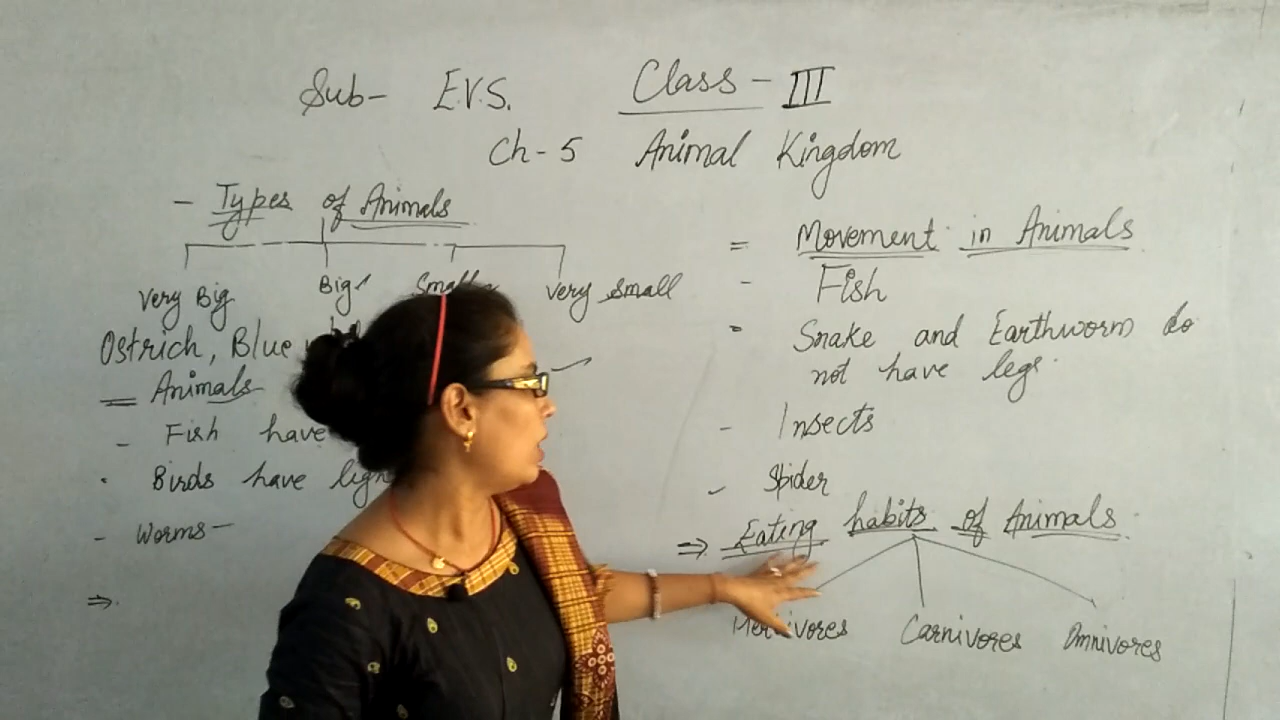 Sub- E.V.S. Class - III
Ch - 5 Animal Kingdom
- Types of Animals
Very Big Big Small very small
Ostrich, Blue
= Animals
- Fish have
Birds have
- Worms -
⇒
= Movement in Animals
- Fish
- Snake and Earthworm do
not have legs.
- Insects
- Spider
⇒ Eating habits of Animals
Herbivores Carnivores Omnivores